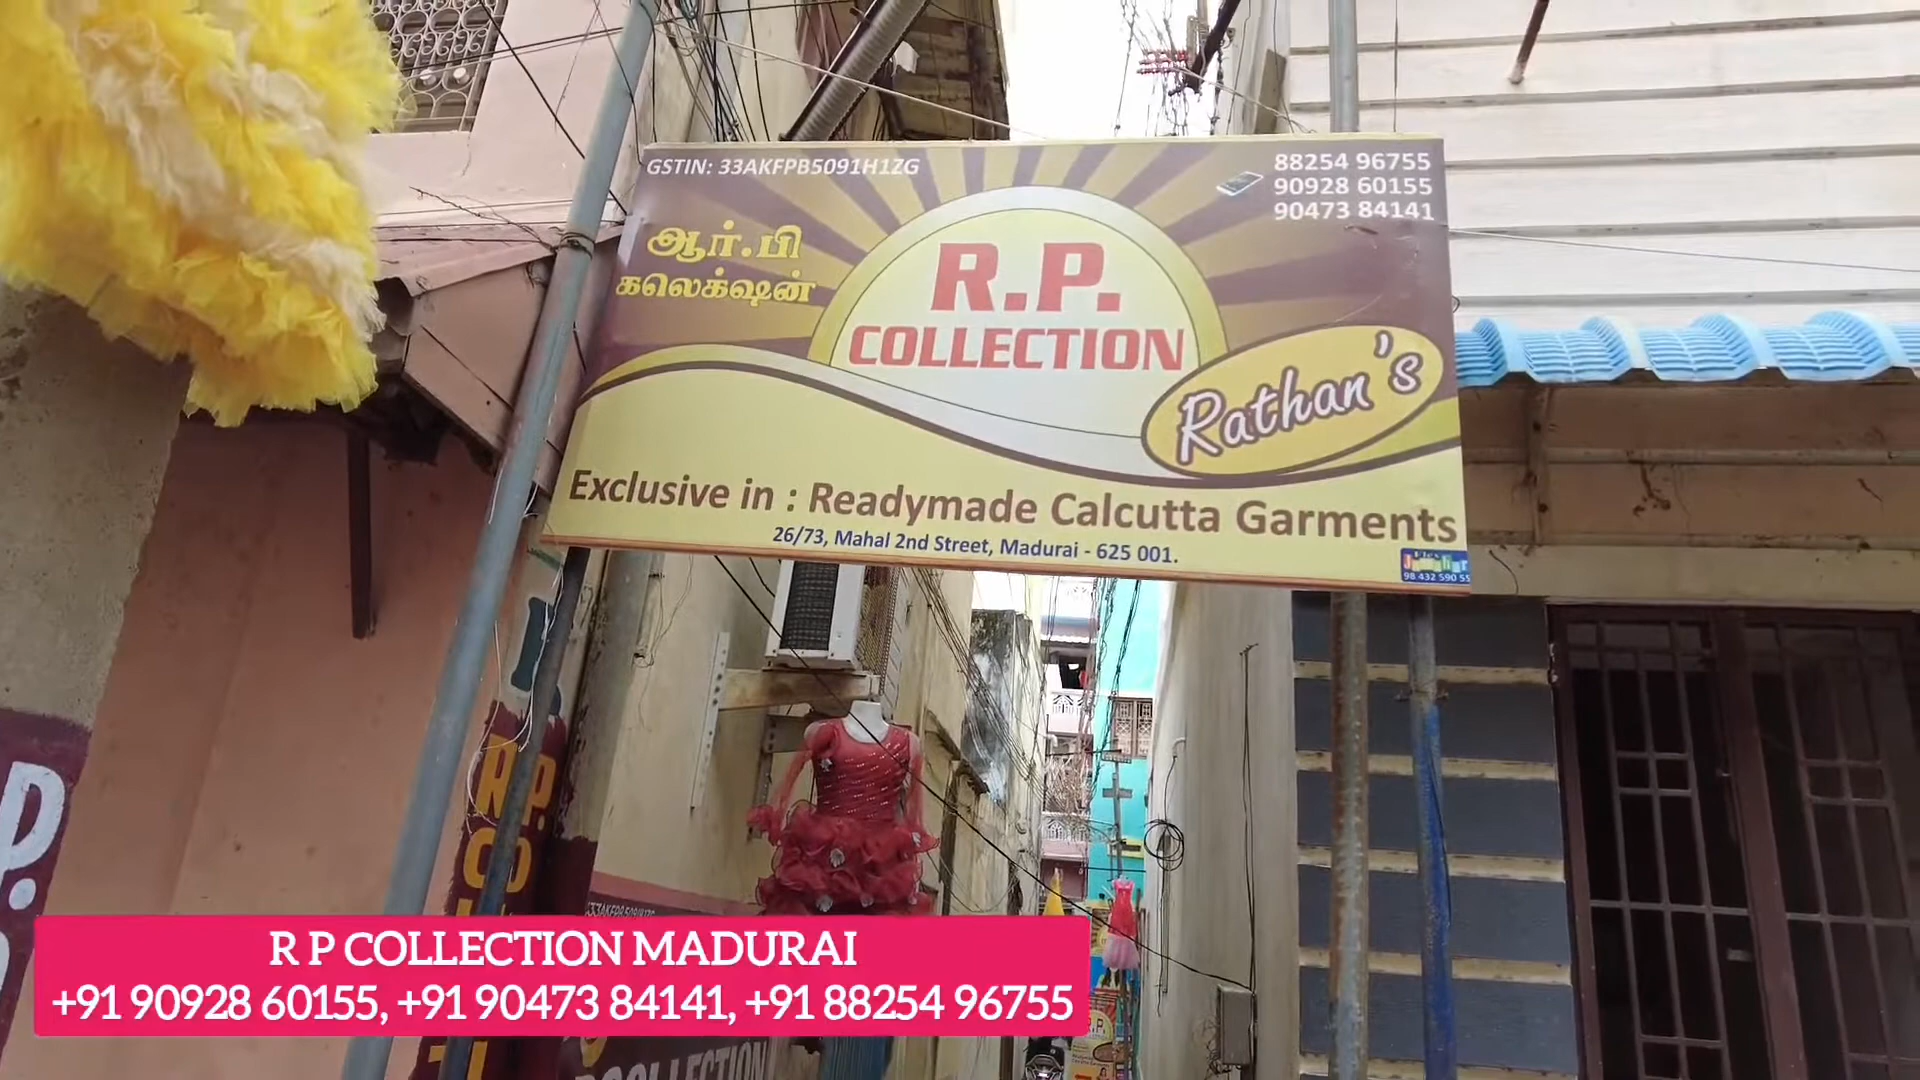 GSTIN: 33AKFPB5091H1ZG
88254 96755
90928 60155
90473 84141
ஆர்.பி
கலெக்ஷன்
R.P.
COLLECTION
Rathan's
Exclusive in : Readymade Calcutta Garments
26/73, Mahal 2nd Street, Madurai - 625 001.
98 432 590 55
R.P.
CO
P.
R.P.
COLLECTION
R P COLLECTION MADURAI
+91 90928 60155, +91 90473 84141, +91 88254 96755